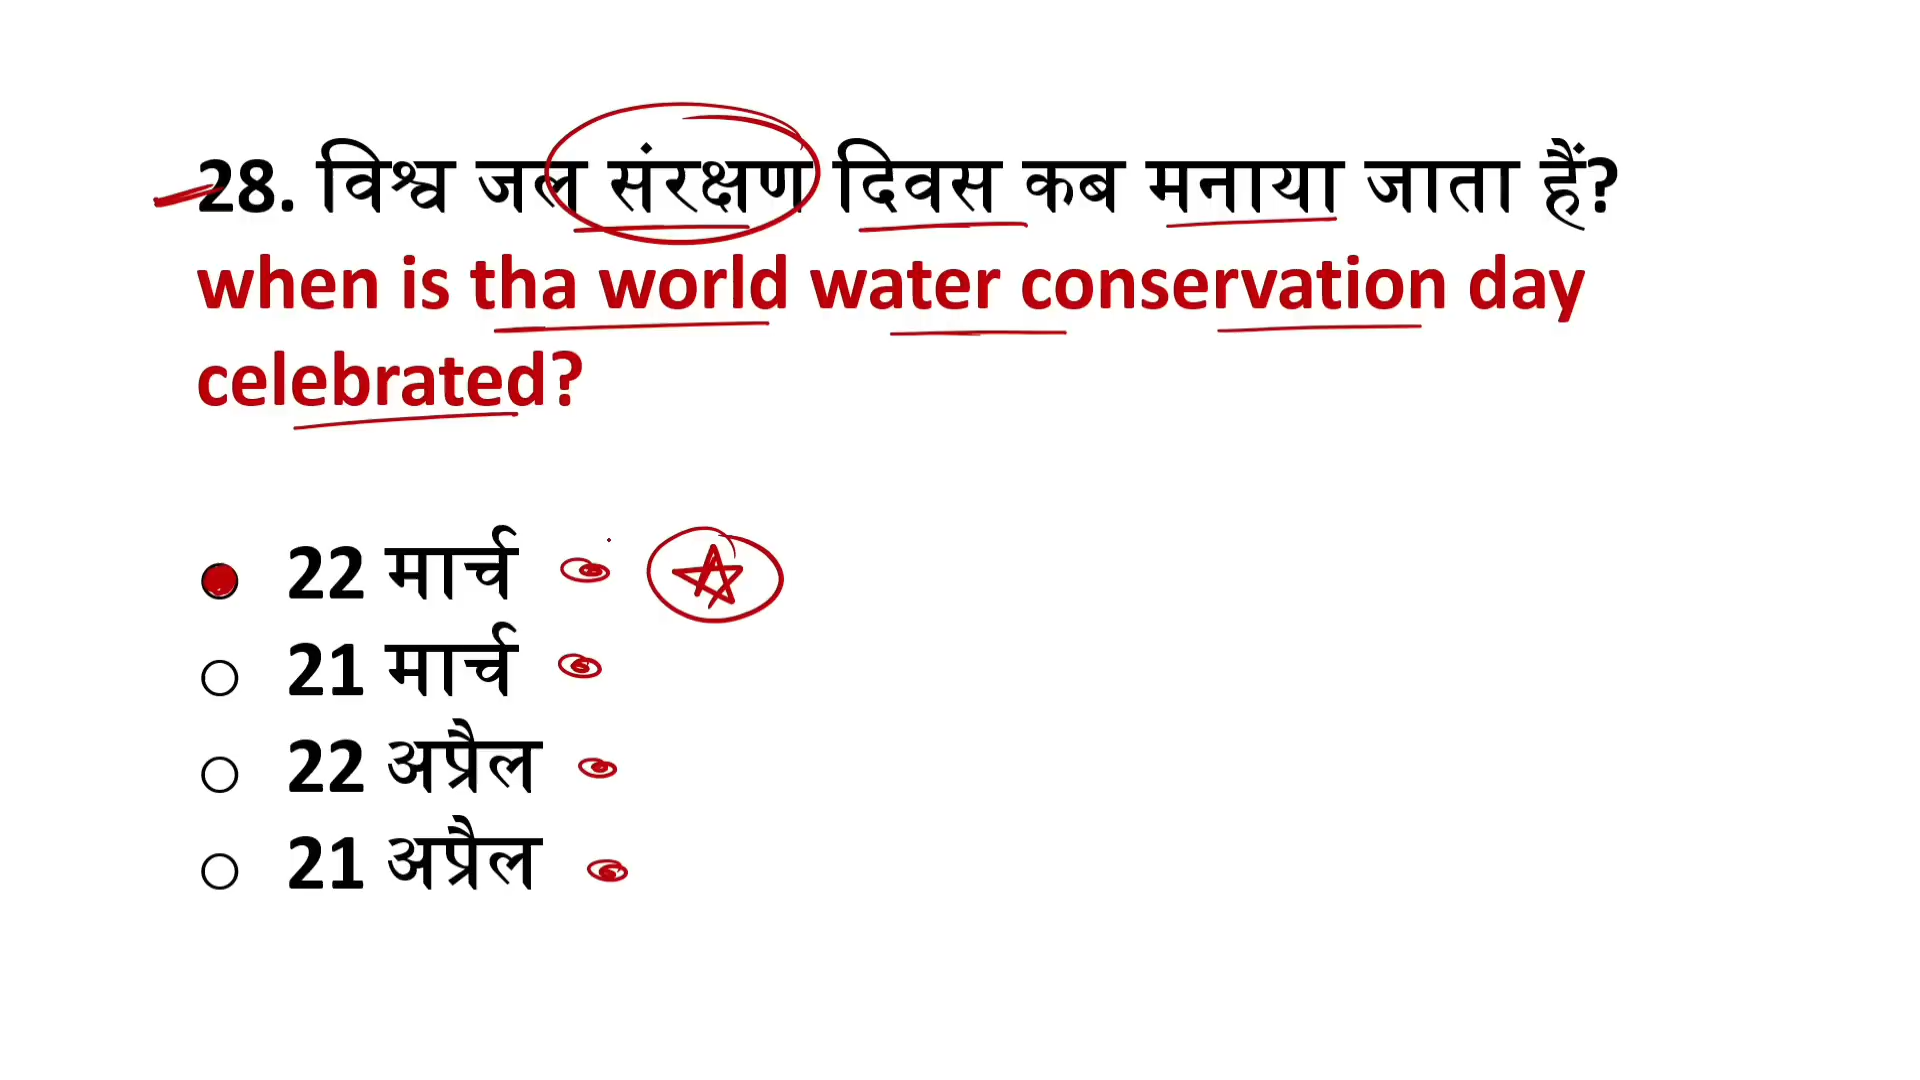 28. विश्व जल संरक्षण दिवस कब मनाया जाता हैं?
when is tha world water conservation day
celebrated?
22 मार्च
21 मार्च
22 अप्रैल
21 अप्रैल